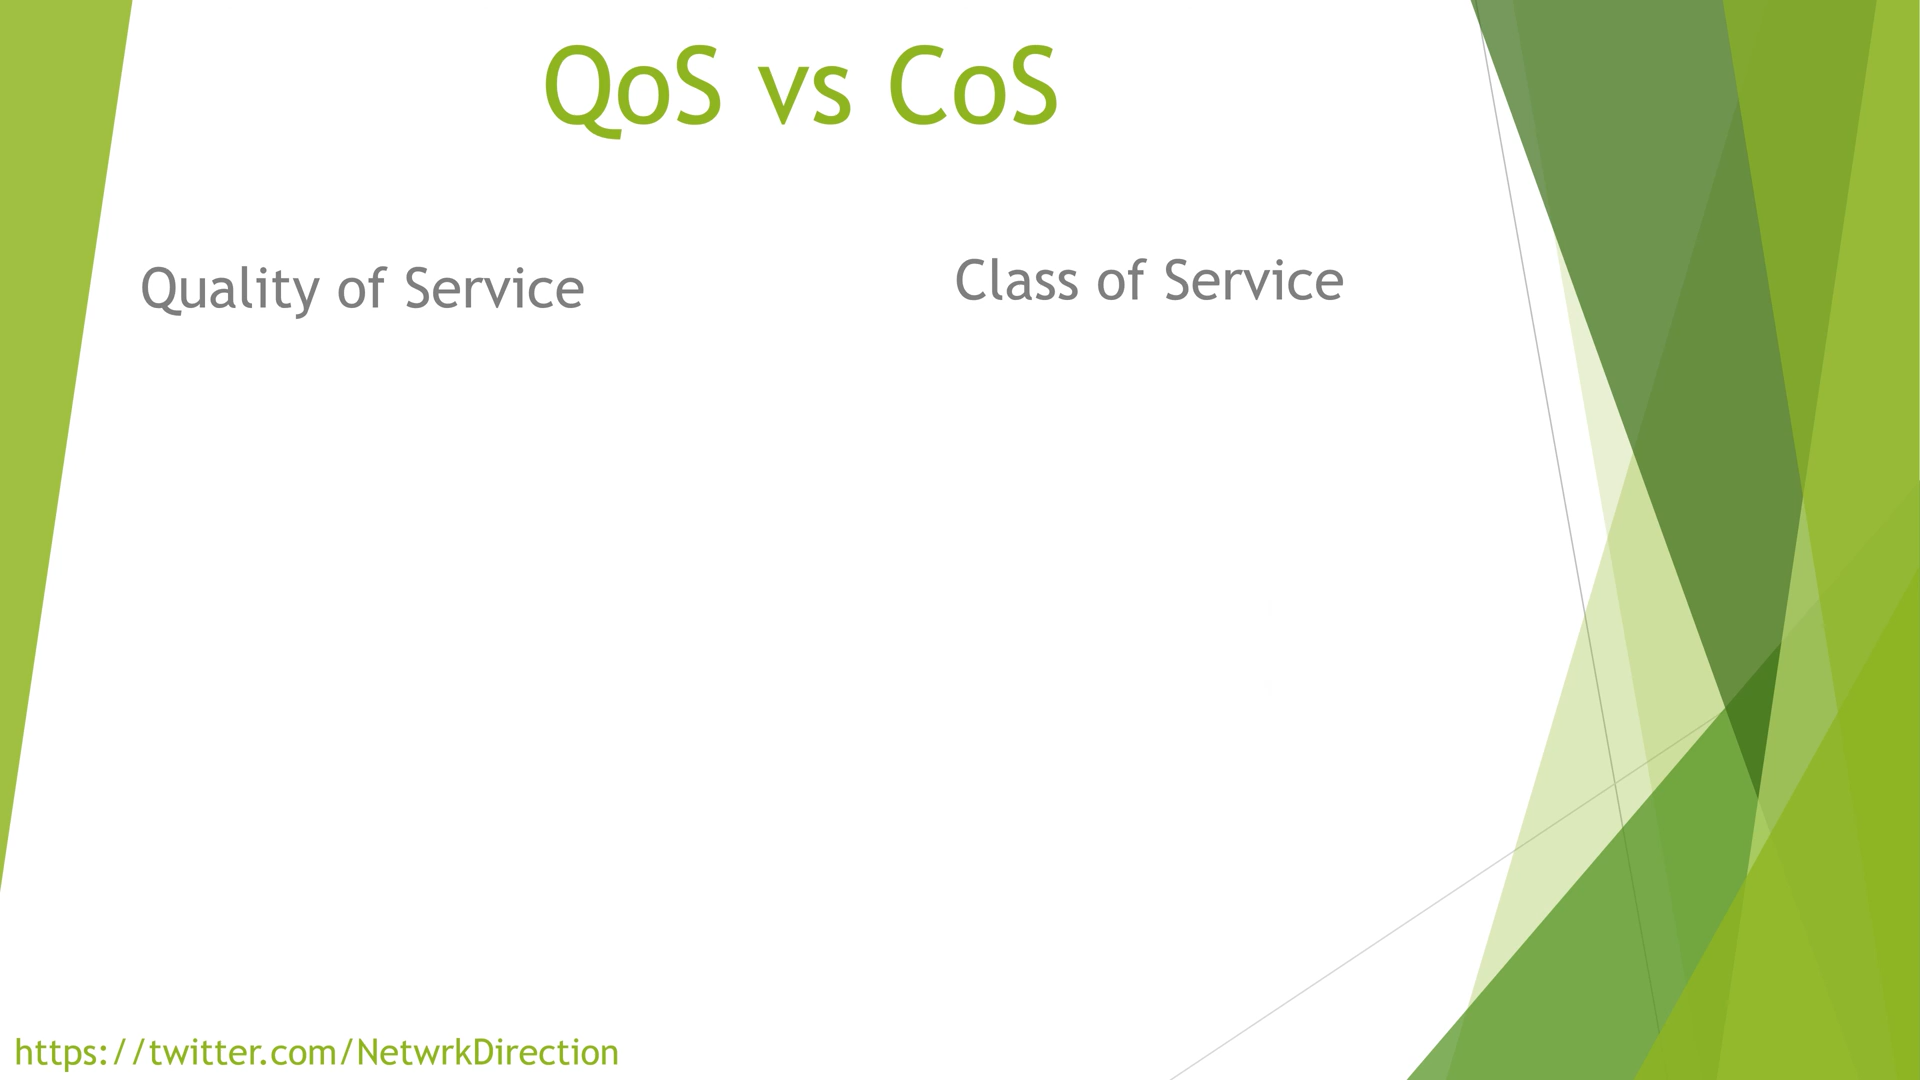 QoS vs CoS
Quality of Service
Class of Service
https://twitter.com/NetwrkDirection